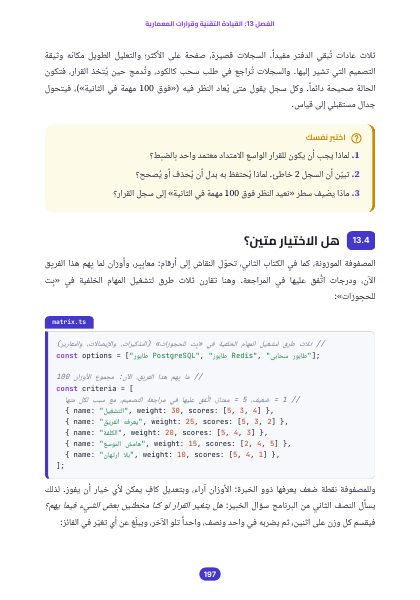 الفصل 13: القيادة التقنية وقرارات المعمارية
ثلاث عادات تُبقي الدفتر مفيداً. السجلات قصيرة، صفحة على الأكثر؛ والتعليل الطويل مكانه وثيقة
التصميم التي تشير إليها. والسجلات تُراجع في طلب سحب كالكود، وتُدمج حين يُتخذ القرار، فتكون
الحالة صحيحة دائماً. وكل سجل يقول متى يُعاد النظر فيه («فوق 100 مهمة في الثانية»)، فيتحول
جدال مستقبلي إلى قياس.
اختبر نفسك
1. لماذا يجب أن يكون للقرار الواسع الامتداد معتمد واحد بالضبط؟
2. تبيّن أن السجل 2 خاطئ. لماذا يُحتفظ به بدل أن يُحذف أو يُصحح؟
3. ماذا يضيف سطر «نعيد النظر فوق 100 مهمة في الثانية» إلى سجل القرار؟
13.4 هل الاختيار متين؟
المصفوفة الموزونة، كما في الكتاب الثاني، تحوّل النقاش إلى أرقام: معايير، وأوزان لما يهم هذا الفريق
الآن، ودرجات اتُّفق عليها في المراجعة. وهنا تقارن ثلاث طرق لتشغيل المهام الخلفية في «بِت
للحجوزات»:
matrix.ts
// ثلاث طرق لتشغيل المهام الخلفية في «بِت للحجوزات» (التذكيرات، والإيصالات، والتقارير)
const options = ["طابور PostgreSQL", "طابور Redis", "طابور سحابي"];
// ما يهم هذا الفريق، الآن: مجموع الأوزان 100
const criteria = [
// 1 = ضعيف، 5 = ممتاز، اتُّفق عليها في مراجعة التصميم، مع سبب لكل منها
{ name: "التشغيل", weight: 30, scores: [5, 3, 4] },
{ name: "يعرفه الفريق", weight: 25, scores: [5, 3, 2] },
{ name: "الكلفة", weight: 20, scores: [5, 4, 3] },
{ name: "هامش التوسع", weight: 15, scores: [2, 4, 5] },
{ name: "بلا ارتهان", weight: 10, scores: [5, 4, 1] },
];
وللمصفوفة نقطة ضعف يعرفها ذوو الخبرة: الأوزان آراء، وبتعديل كافٍ يمكن لأي خيار أن يفوز. لذلك
يسأل النصف الثاني من البرنامج سؤال الخبير: هل يتغير القرار لو كنا مخطئين بعض الشيء فيما يهم؟
فيقسم كل وزن على اثنين، ثم يضربه في واحد ونصف، واحداً تلو الآخر، ويبلّغ عن أي تغيّر في الفائز:
197